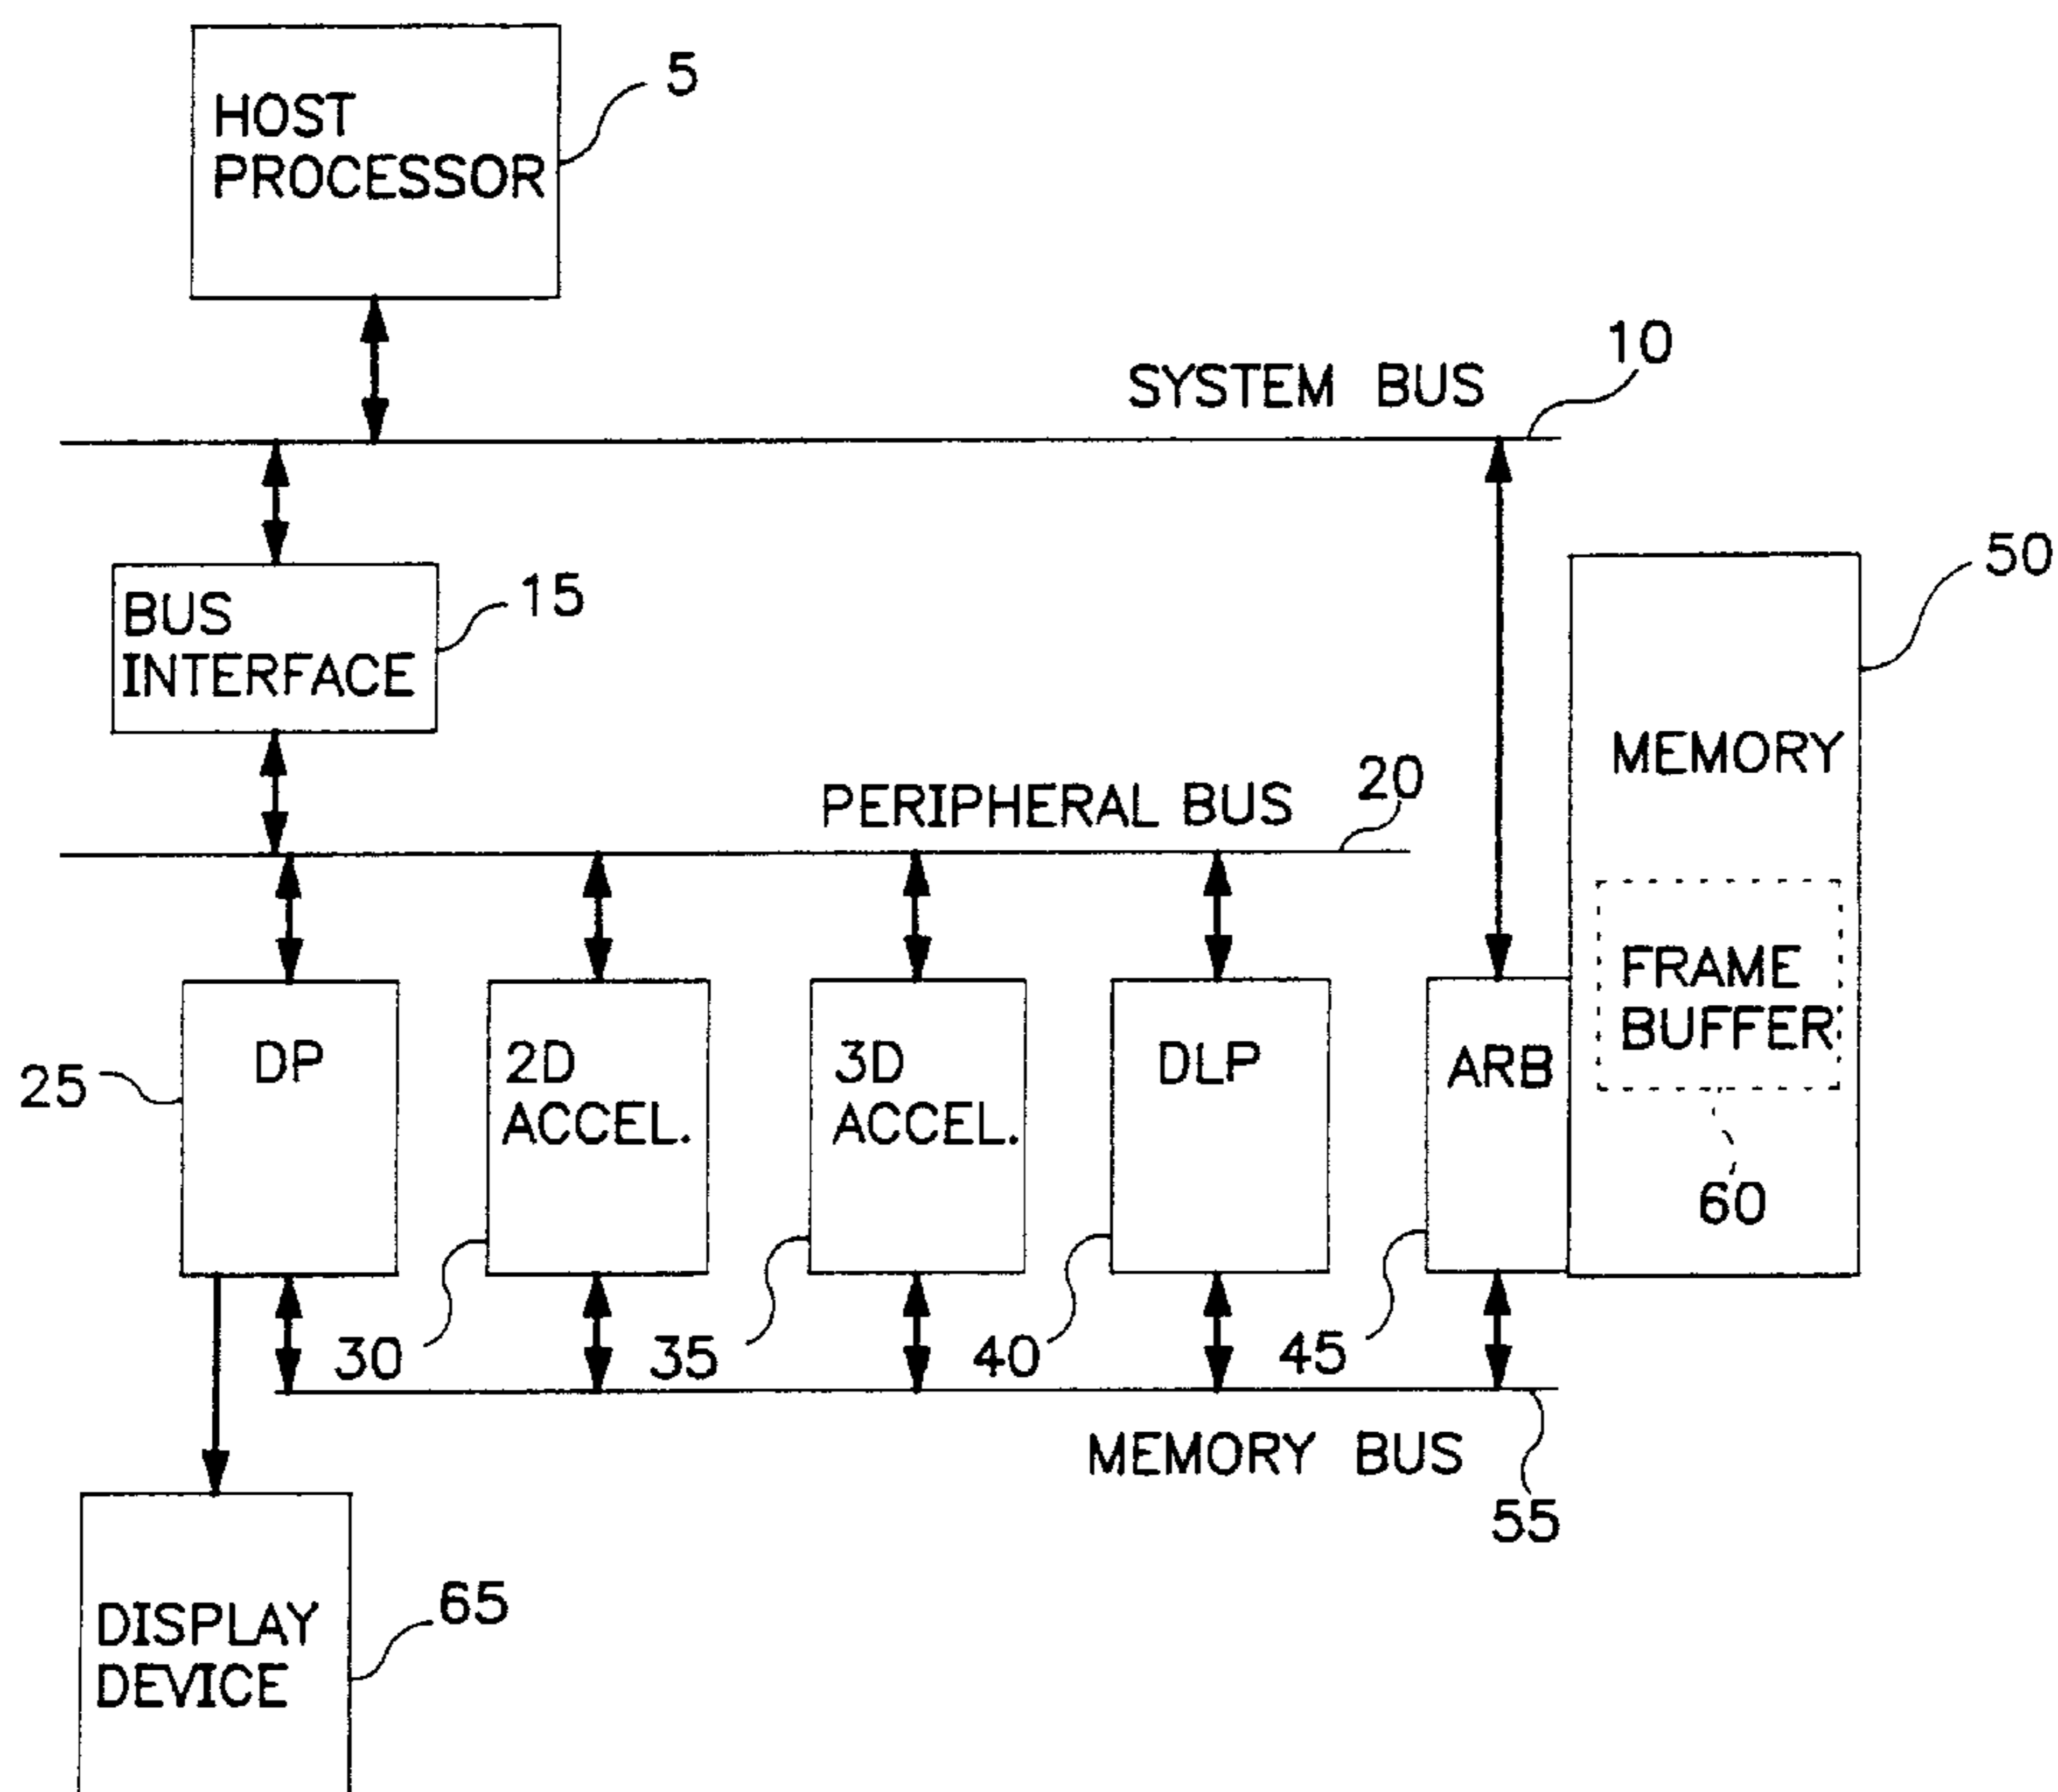 HOST
PROCESSOR
5
SYSTEM BUS
10
BUS
INTERFACE
15
50
MEMORY
PERIPHERAL BUS
20
FRAME
BUFFER
60
25
DP
2D
ACCEL.
3D
ACCEL.
DLP
ARB
30
35
40
45
MEMORY BUS
55
DISPLAY
DEVICE
65